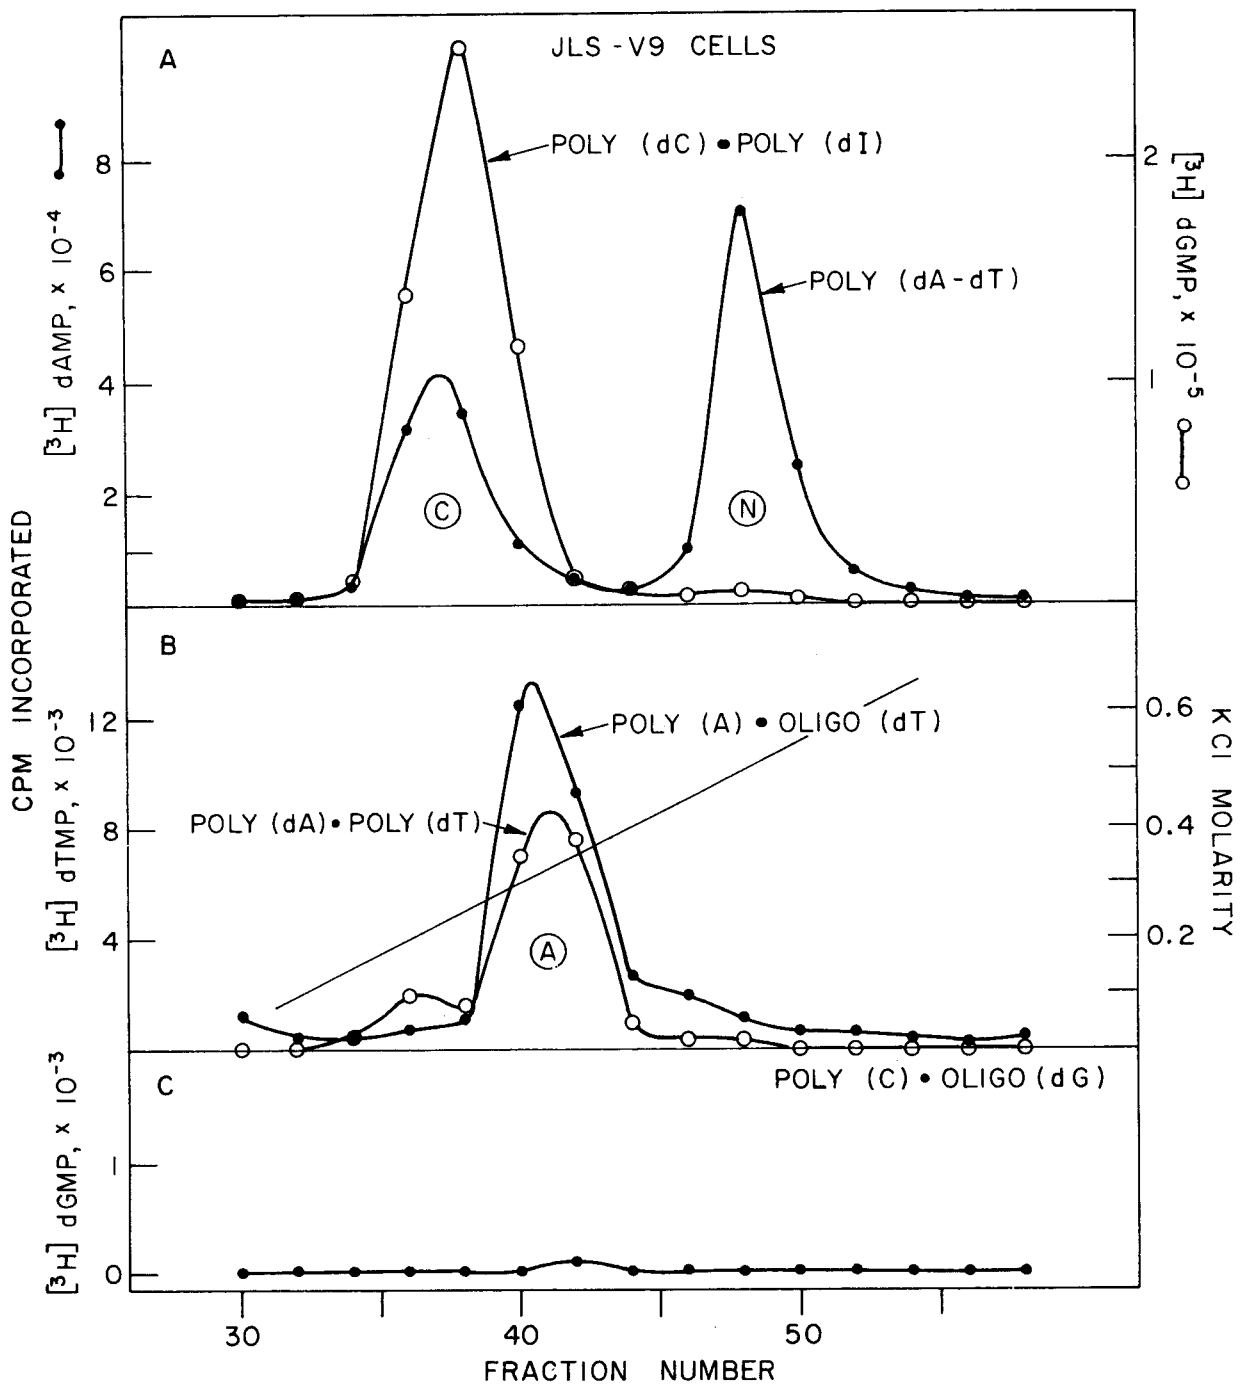 A
JLS-V9 CELLS
POLY (dC) • POLY (dI)
POLY (dA-dT)
C
N
8
6
4
2
[³H] dAMP, × 10⁻⁴
2
1
[³H] dGMP, × 10⁻⁵
CPM INCORPORATED
B
POLY (A) • OLIGO (dT)
POLY (dA) • POLY (dT)
A
12
8
4
[³H] dTMP, × 10⁻³
0.6
0.4
0.2
KCl MOLARITY
C
POLY (C) • OLIGO (dG)
1
0
[³H] dGMP, × 10⁻³
30 40 50
FRACTION NUMBER